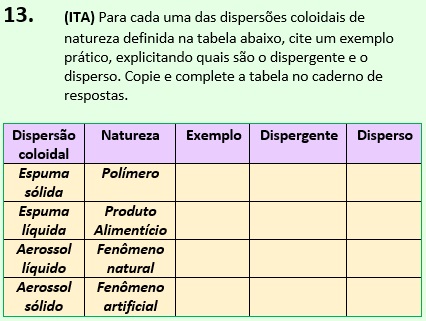 13. (ITA) Para cada uma das dispersões coloidais de
natureza definida na tabela abaixo, cite um exemplo
prático, explicitando quais são o dispergente e o
disperso. Copie e complete a tabela no caderno de
respostas.
Dispersão coloidal Natureza Exemplo Dispergente Disperso
Espuma sólida Polímero
Espuma líquida Produto Alimentício
Aerossol líquido Fenômeno natural
Aerossol sólido Fenômeno artificial